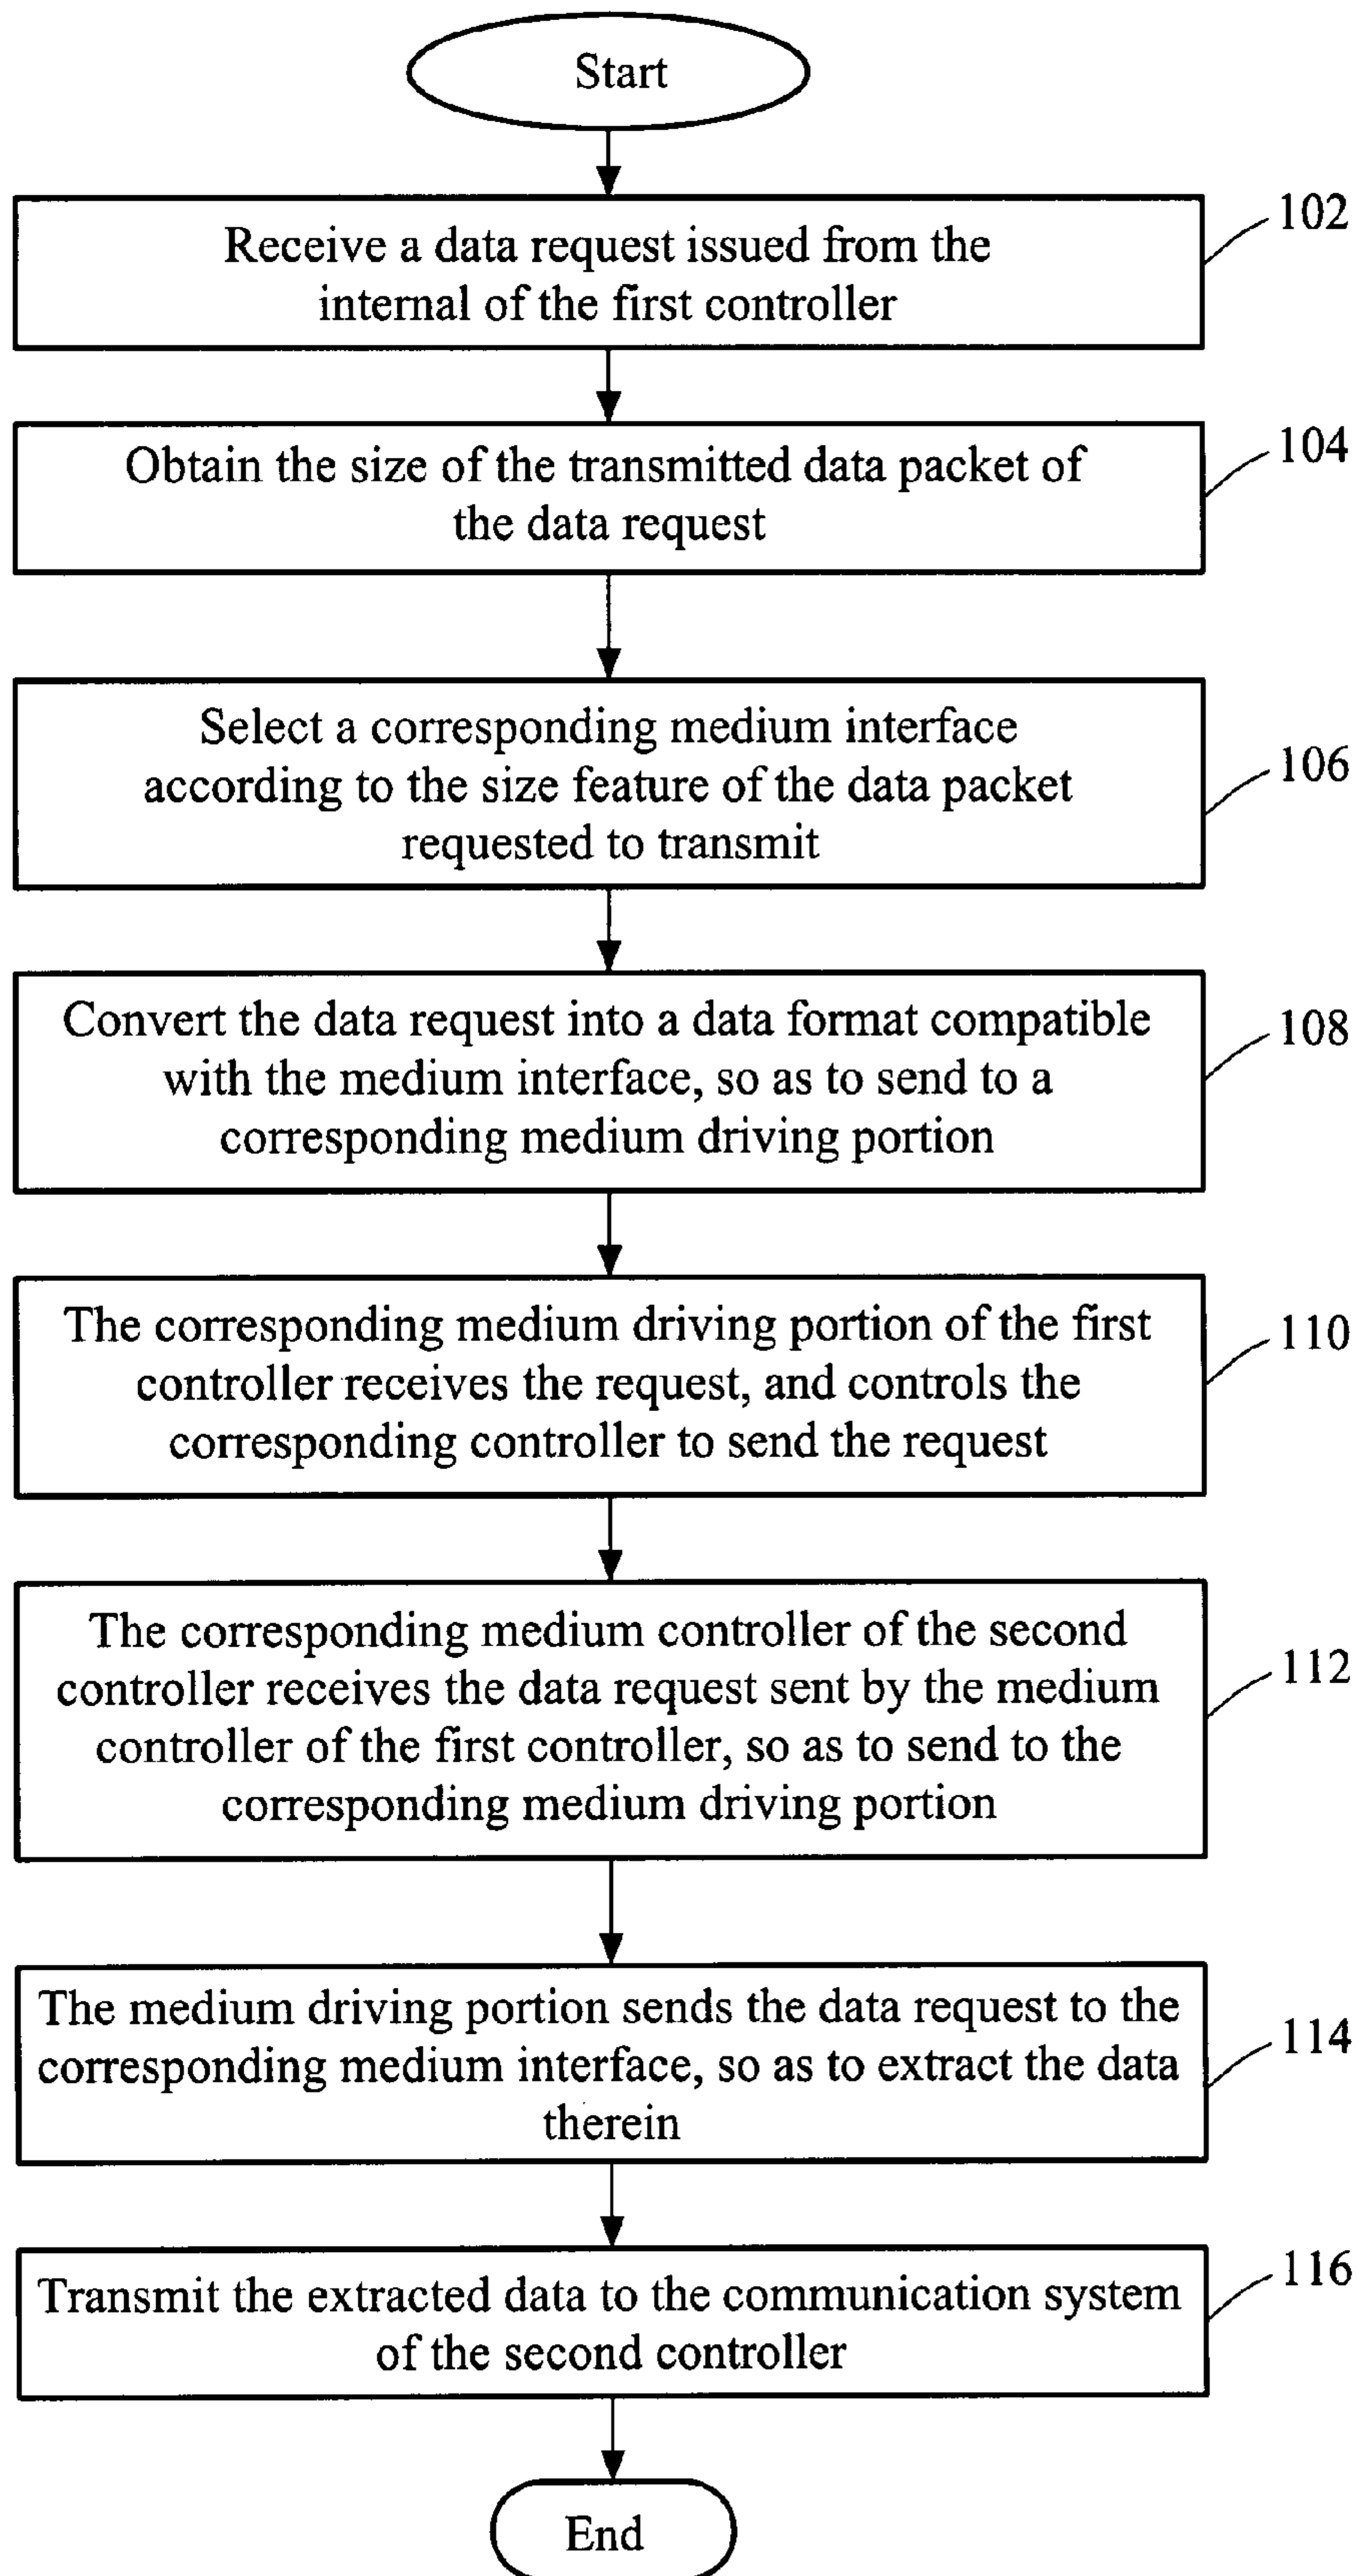 Start
Receive a data request issued from the
internal of the first controller
102
Obtain the size of the transmitted data packet of
the data request
104
Select a corresponding medium interface
according to the size feature of the data packet
requested to transmit
106
Convert the data request into a data format compatible
with the medium interface, so as to send to a
corresponding medium driving portion
108
The corresponding medium driving portion of the first
controller receives the request, and controls the
corresponding controller to send the request
110
The corresponding medium controller of the second
controller receives the data request sent by the medium
controller of the first controller, so as to send to the
corresponding medium driving portion
112
The medium driving portion sends the data request to the
corresponding medium interface, so as to extract the data
therein
114
Transmit the extracted data to the communication system
of the second controller
116
End